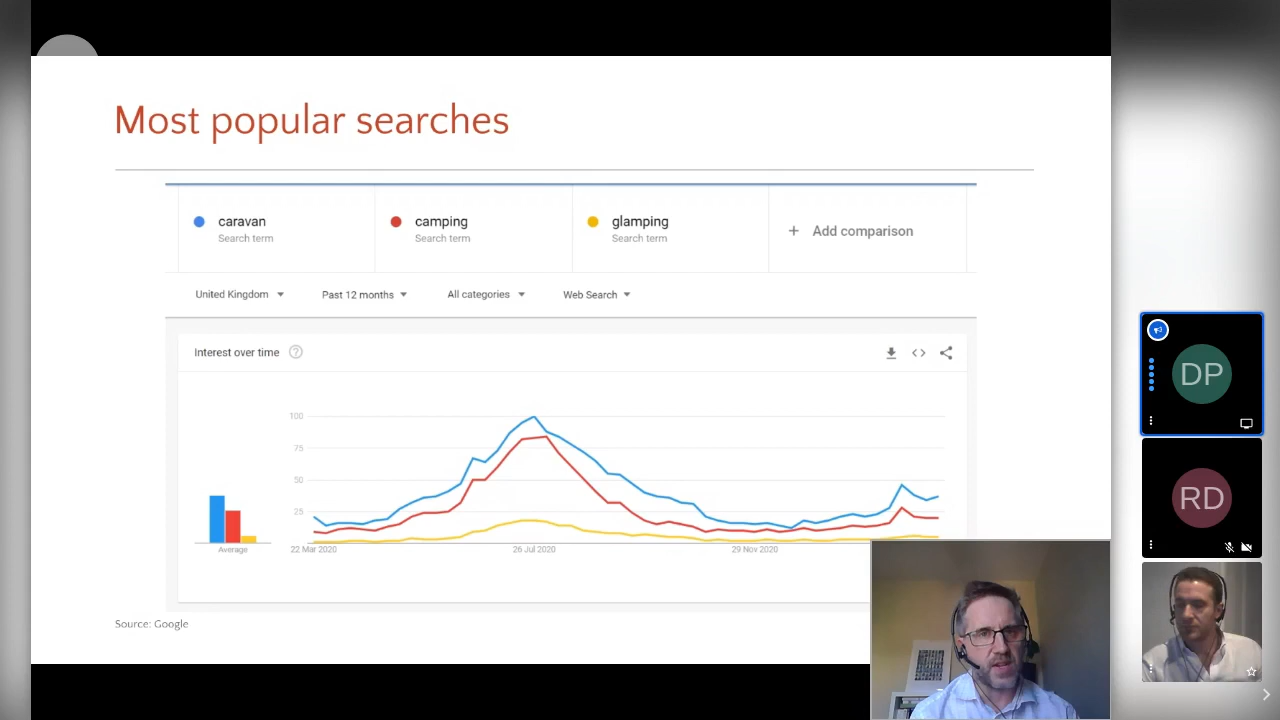 Most popular searches
caravan
Search term
camping
Search term
glamping
Search term
+ Add comparison
United Kingdom
Past 12 months
All categories
Web Search
Interest over time ?
100
75
50
25
Average
22 Mar 2020
26 Jul 2020
29 Nov 2020
Source: Google
DP
RD